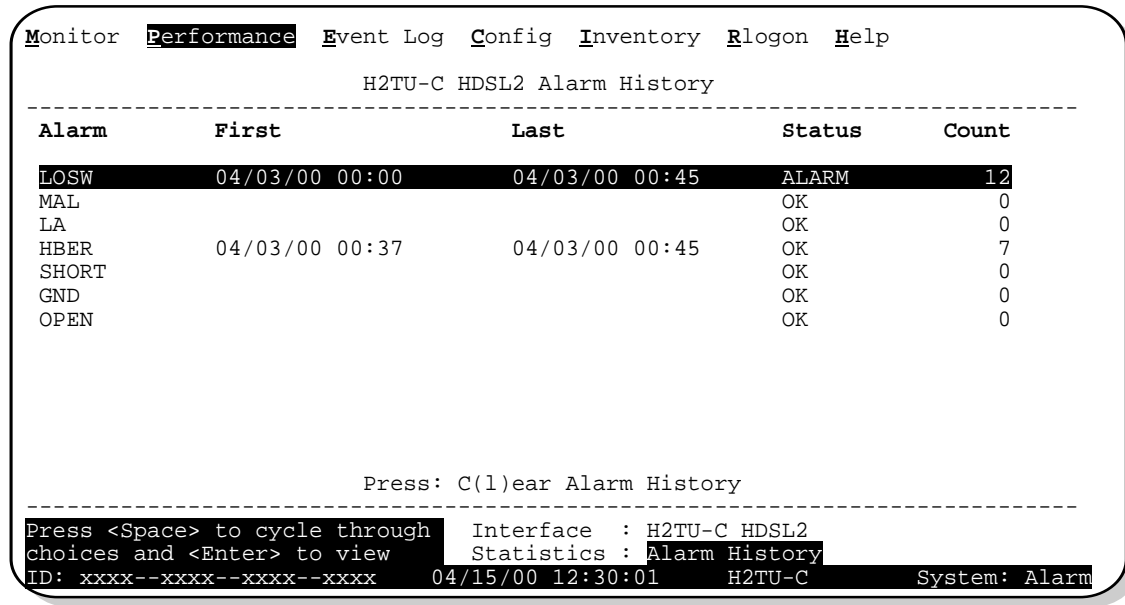 Monitor Performance Event Log Config Inventory Rlogon Help
H2TU-C HDSL2 Alarm History
------------------------------------------------------------------------------
Alarm First Last Status Count
LOSW 04/03/00 00:00 04/03/00 00:45 ALARM 12
MAL OK 0
LA OK 0
HBER 04/03/00 00:37 04/03/00 00:45 OK 7
SHORT OK 0
GND OK 0
OPEN OK 0
Press: C(l)ear Alarm History
------------------------------------------------------------------------------
Press <Space> to cycle through Interface : H2TU-C HDSL2
choices and <Enter> to view Statistics : Alarm History
ID: xxxx--xxxx--xxxx--xxxx 04/15/00 12:30:01 H2TU-C System: Alarm